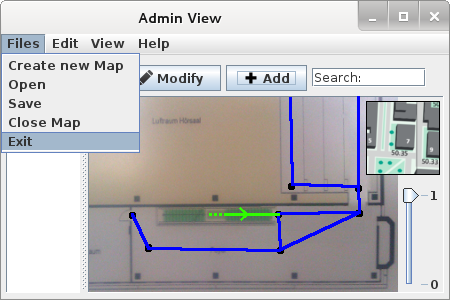 Admin View
Files Edit View Help
Create new Map
Open
Save
Close Map
Exit
Modify
Add
Search:
Luftraum Hörsaal
7
9
50.35
50.33
1
0